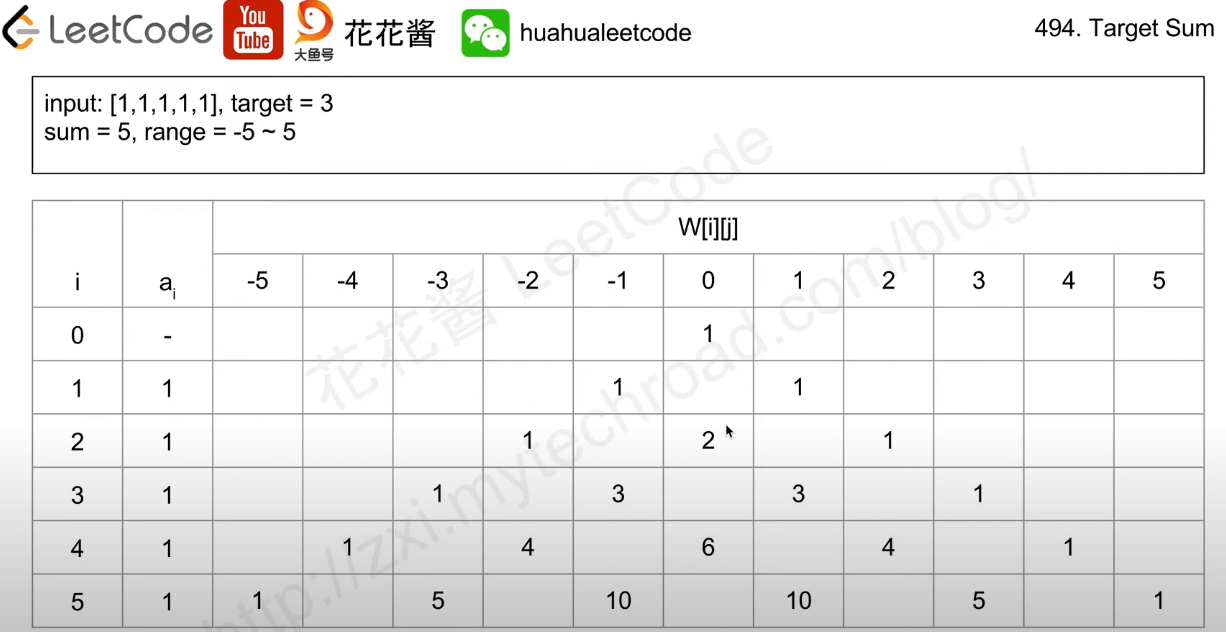 LeetCode You Tube 大鱼号 花花酱 huahualeetcode 494. Target Sum
input: [1,1,1,1,1], target = 3
sum = 5, range = -5 ~ 5
W[i][j]
i ai -5 -4 -3 -2 -1 0 1 2 3 4 5
0 - 1
1 1 1 1
2 1 1 2 1
3 1 1 3 3 1
4 1 1 4 6 4 1
5 1 1 5 10 10 5 1
花花酱 LeetCode
http://zxi.mytechroad.com/blog/